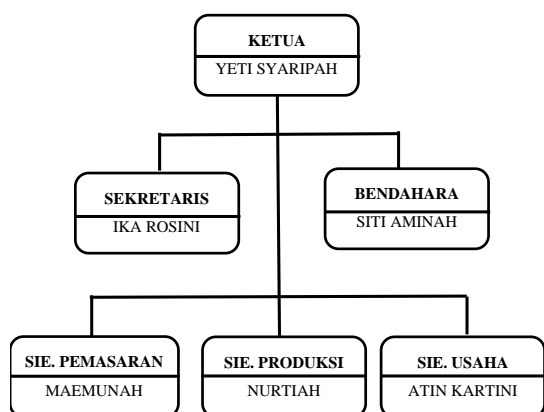 KETUA
YETI SYARIPAH
SEKRETARIS
IKA ROSINI
BENDAHARA
SITI AMINAH
SIE. PEMASARAN
MAEMUNAH
SIE. PRODUKSI
NURTIAH
SIE. USAHA
ATIN KARTINI